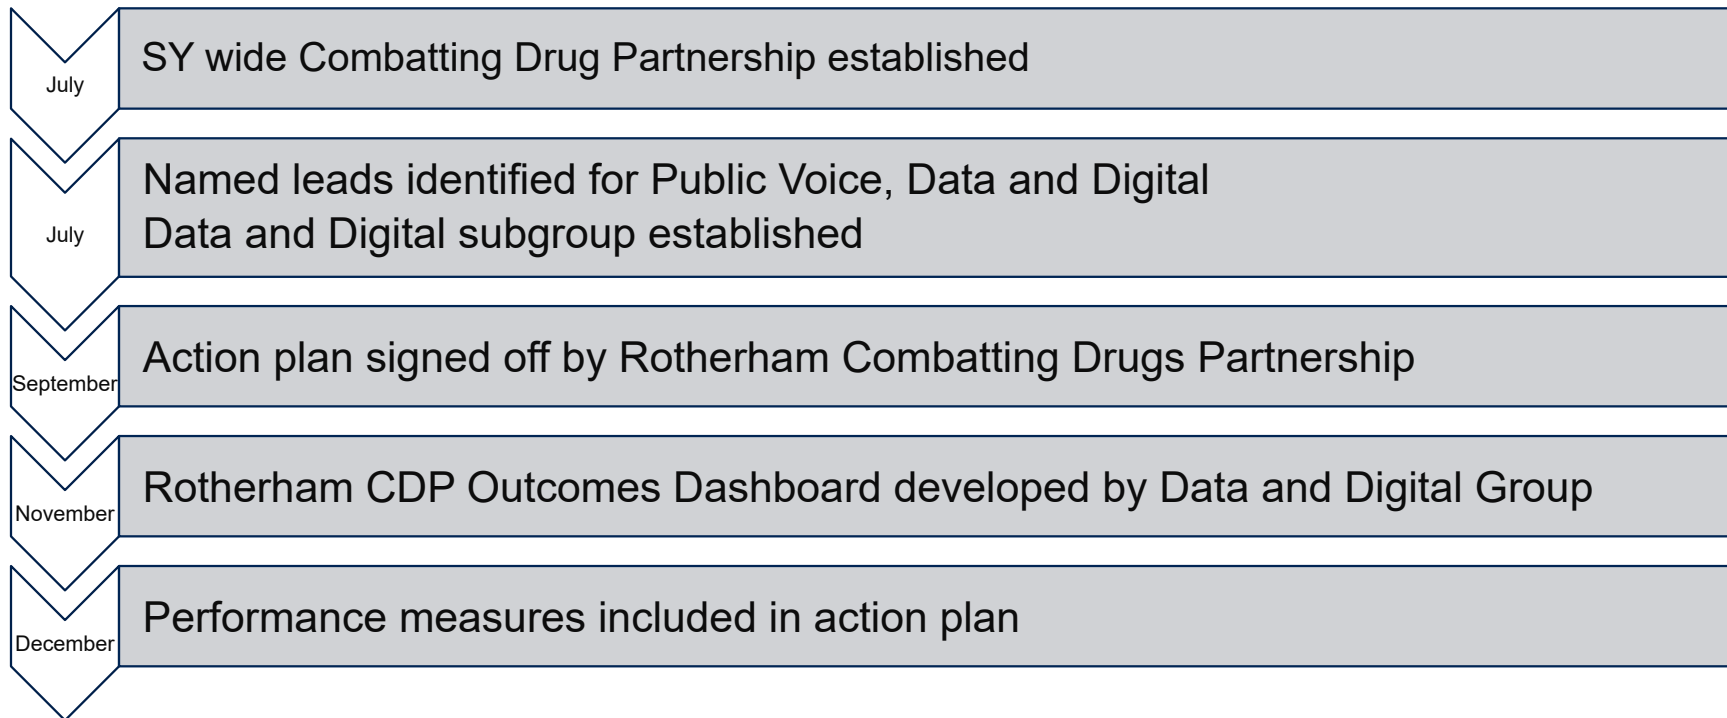 July
SY wide Combatting Drug Partnership established
July
Named leads identified for Public Voice, Data and Digital
Data and Digital subgroup established
September
Action plan signed off by Rotherham Combatting Drugs Partnership
November
Rotherham CDP Outcomes Dashboard developed by Data and Digital Group
December
Performance measures included in action plan